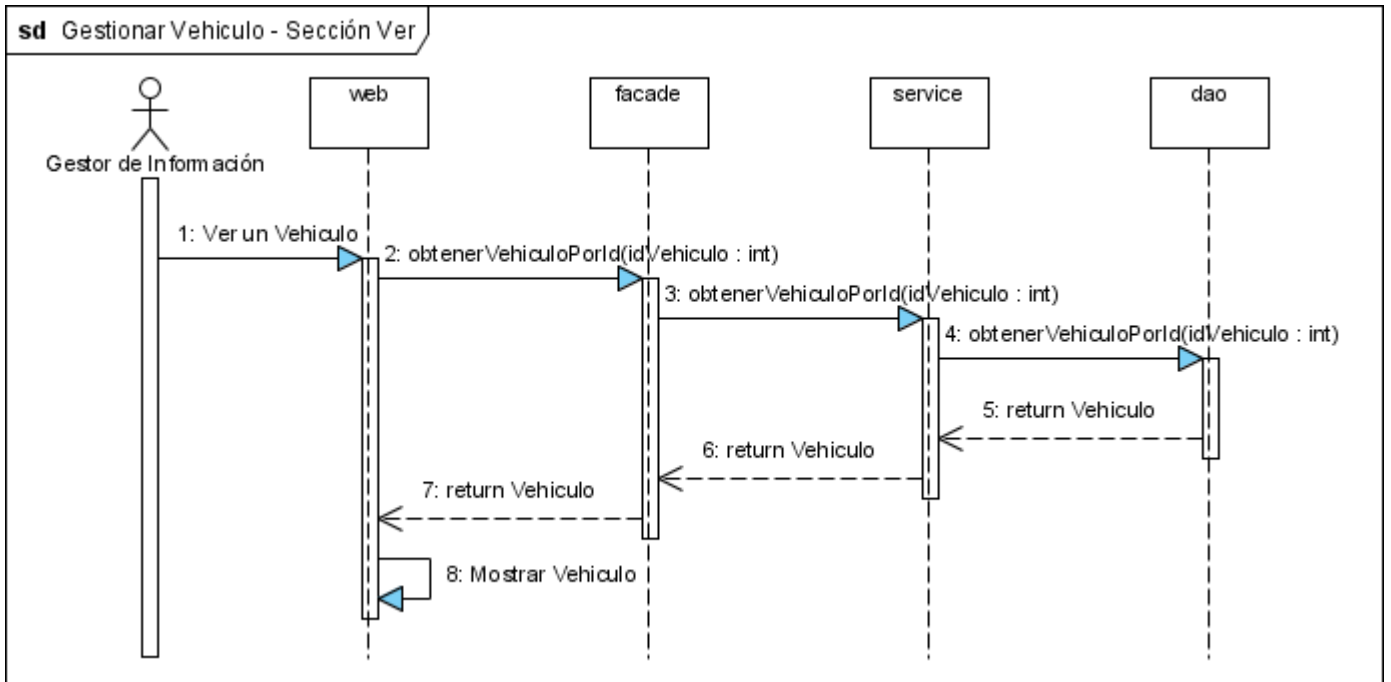 sd Gestionar Vehiculo - Sección Ver
web
facade
service
dao
Gestor de Información
1: Ver un Vehiculo
2: obtenerVehiculoPorId(idVehiculo : int)
3: obtenerVehiculoPorId(idVehiculo : int)
4: obtenerVehiculoPorId(idVehiculo : int)
5: return Vehiculo
6: return Vehiculo
7: return Vehiculo
8: Mostrar Vehiculo